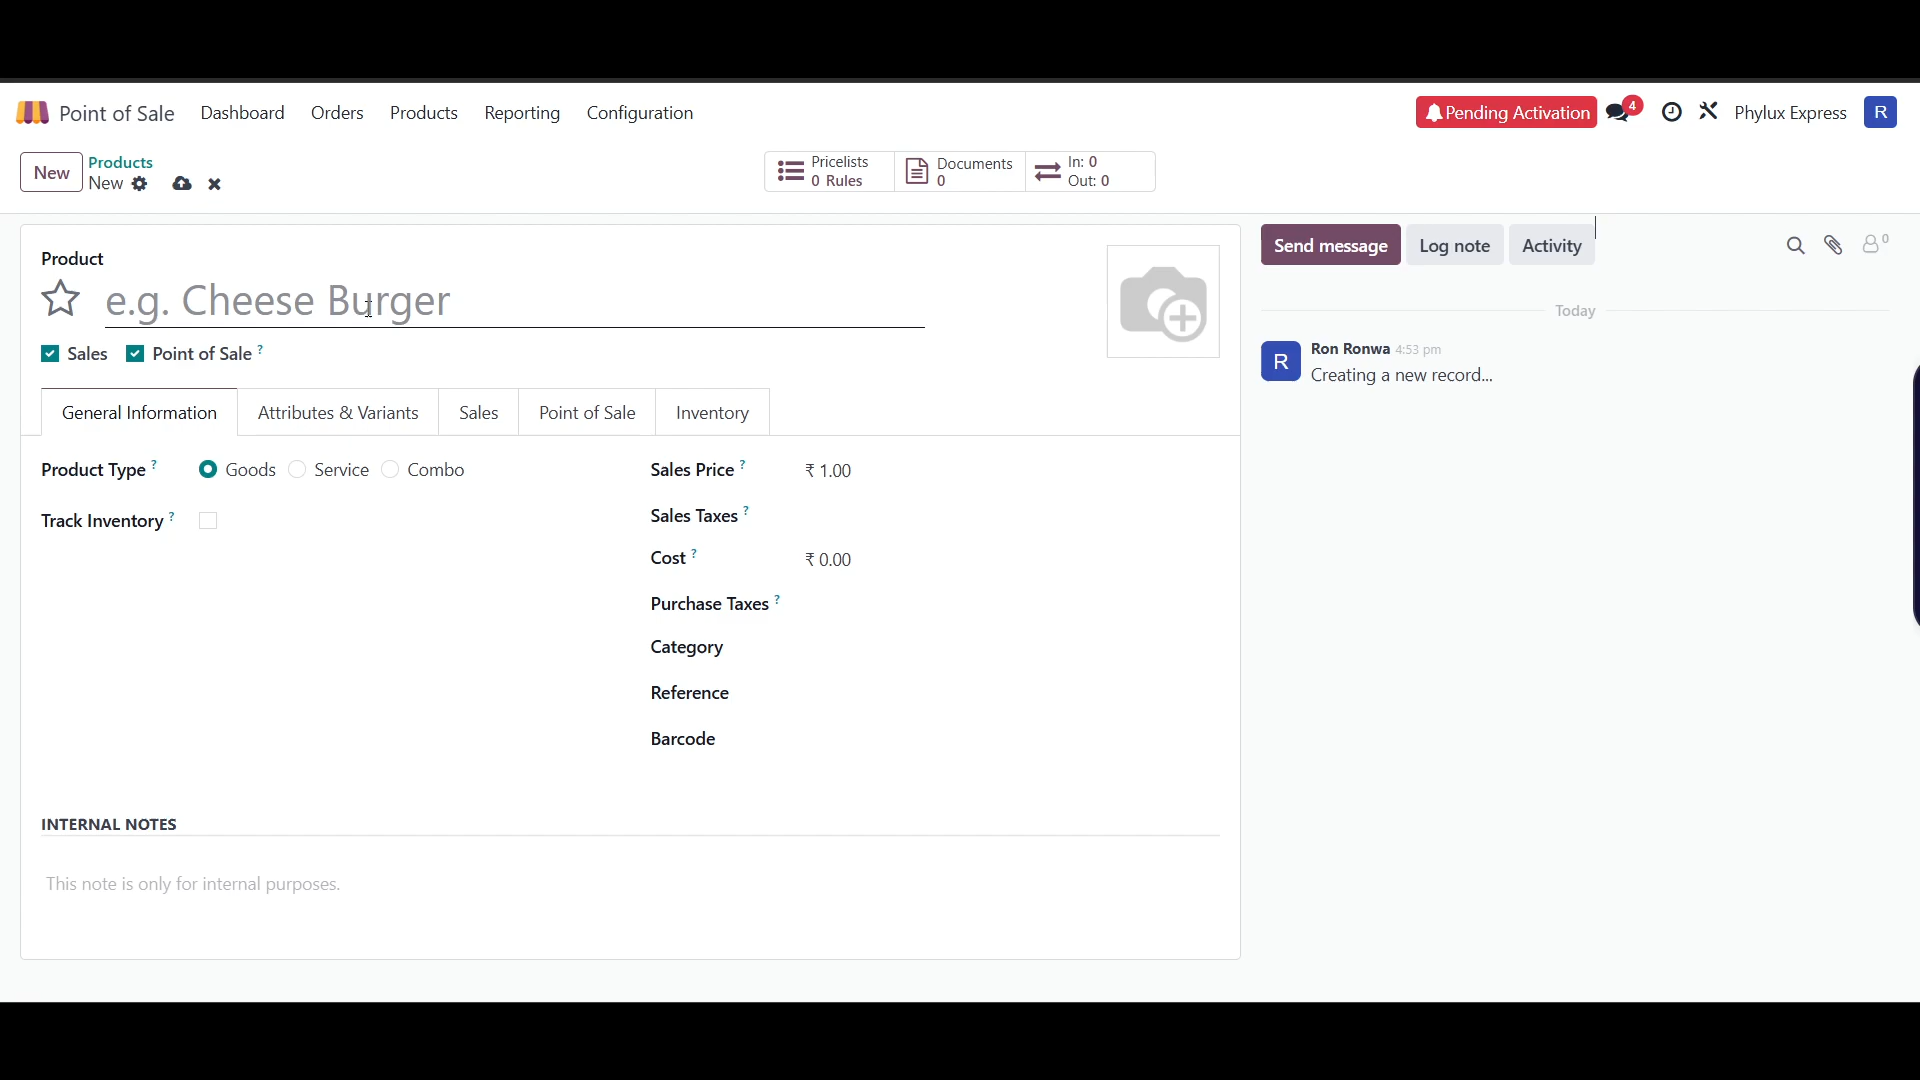 Point of Sale Dashboard Orders Products Reporting Configuration Pending Activation 4 Phylux Express R
New Products Pricelists Documents In: 0
New 0 Rules 0 Out: 0
Product Send message Log note Activity 0
e.g. Cheese Burger
Today
Sales Point of Sale ? Ron Ronwa 4:53 pm
R Creating a new record...
General Information Attributes & Variants Sales Point of Sale Inventory
Product Type ? Goods Service Combo Sales Price ? ₹ 1.00
Track Inventory ? Sales Taxes ?
Cost ? ₹ 0.00
Purchase Taxes ?
Category
Reference
Barcode
INTERNAL NOTES
This note is only for internal purposes.